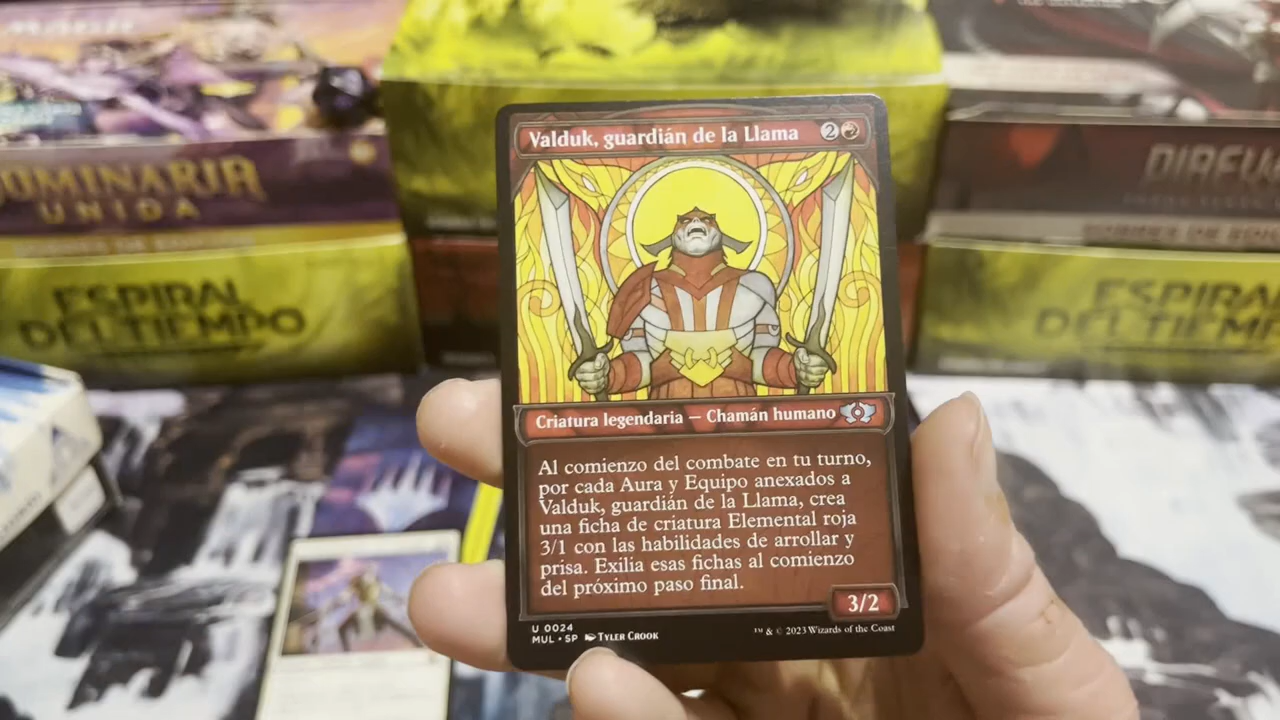 Valduk, guardián de la Llama 2
Criatura legendaria — Chamán humano
Al comienzo del combate en tu turno,
por cada Aura y Equipo anexados a
Valduk, guardián de la Llama, crea
una ficha de criatura Elemental roja
3/1 con las habilidades de arrollar y
prisa. Exilia esas fichas al comienzo
del próximo paso final.
3/2
U 0024
MUL • SP TYLER CROOK
™ & © 2023 Wizards of the Coast
DOMINARIA
UNIDA
ESPIRAL
DEL TIEMPO
ESPIRAL
DEL TIEMPO